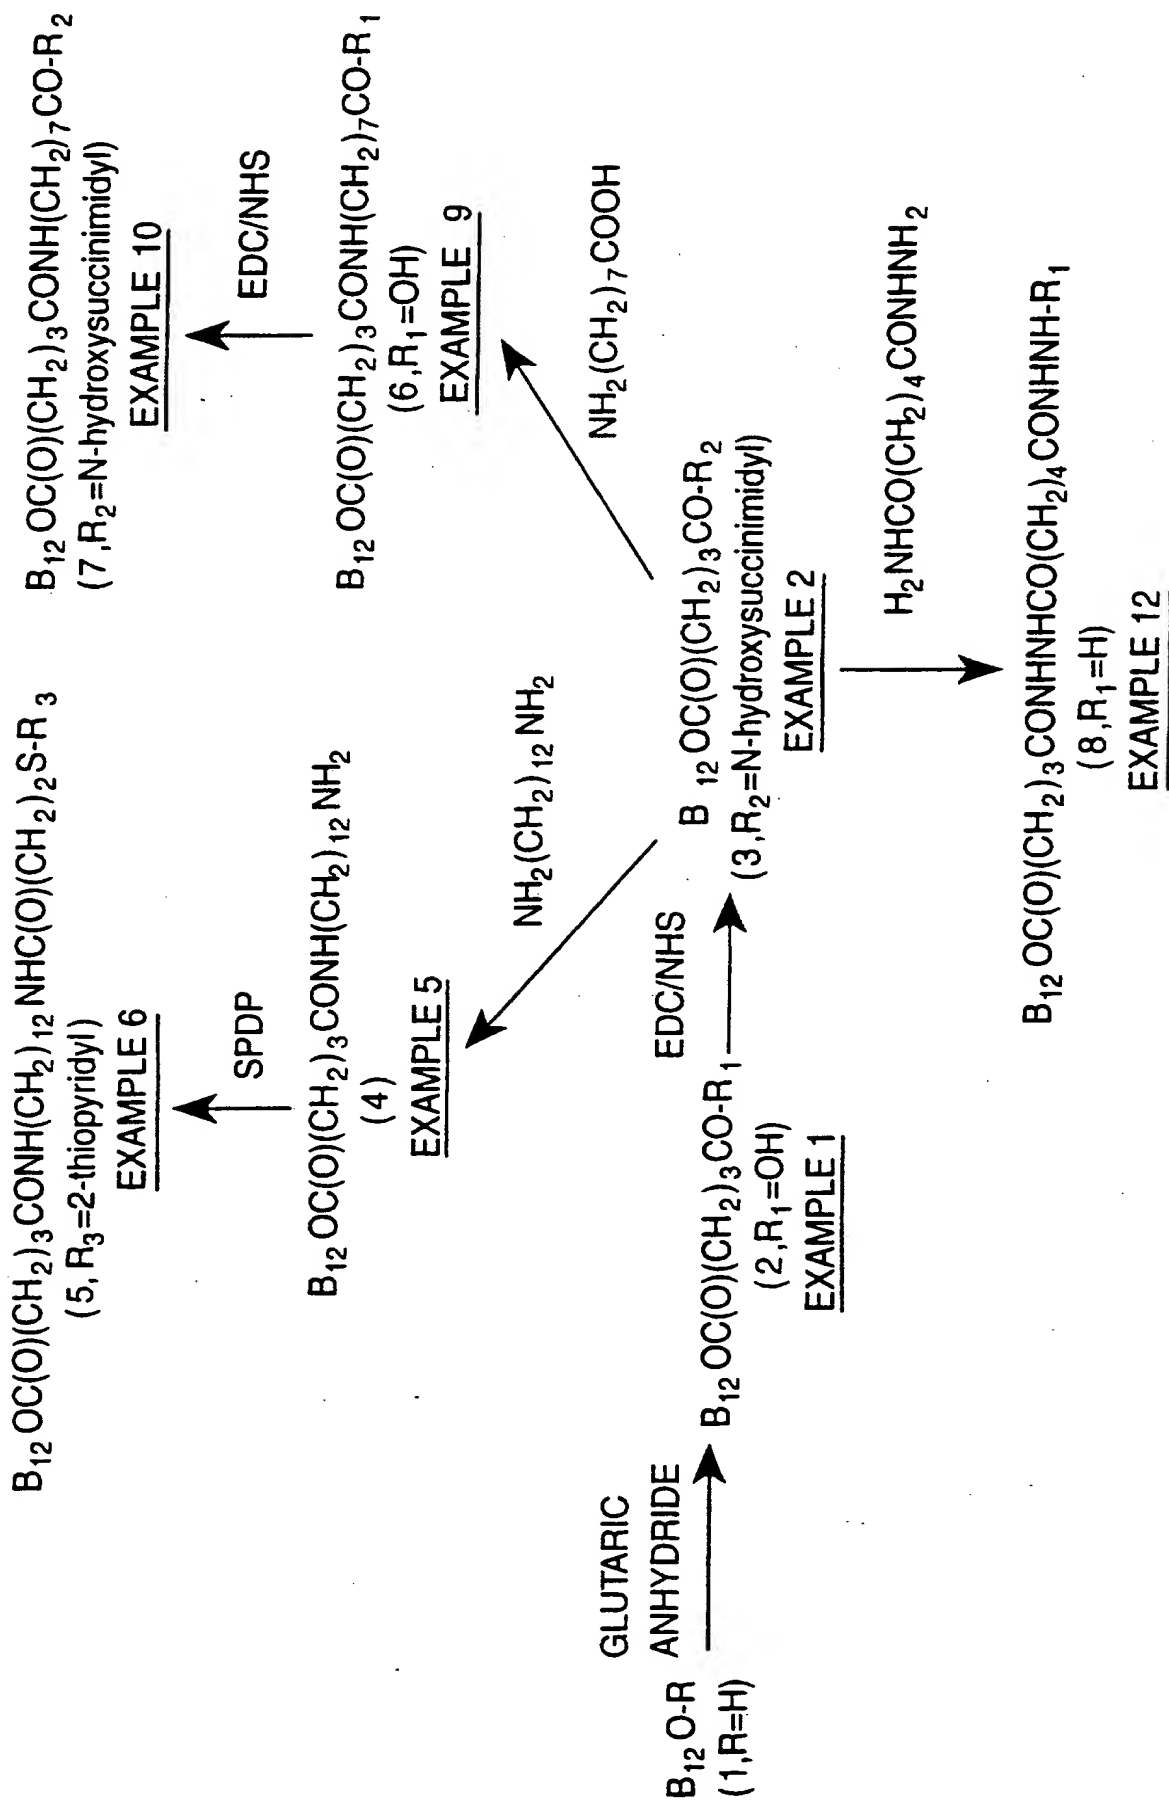 B12OC(O)(CH2)3CONH(CH2)12NHC(O)(CH2)2S-R3
(5,R3=2-thiopyridyl)
EXAMPLE 6
SPDP
B12OC(O)(CH2)3CONH(CH2)12NH2
(4)
EXAMPLE 5
NH2(CH2)12NH2
B12OC(O)(CH2)3CONH(CH2)7CO-R2
(7,R2=N-hydroxysuccinimidyl)
EXAMPLE 10
EDC/NHS
B12OC(O)(CH2)3CONH(CH2)7CO-R1
(6,R1=OH)
EXAMPLE 9
NH2(CH2)7COOH
GLUTARIC
ANHYDRIDE
B12O-R
(1,R=H)
B12OC(O)(CH2)3CO-R1
(2,R1=OH)
EXAMPLE 1
EDC/NHS
B12OC(O)(CH2)3CO-R2
(3,R2=N-hydroxysuccinimidyl)
EXAMPLE 2
H2NHCO(CH2)4CONHNH2
B12OC(O)(CH2)3CONHNHCO(CH2)4CONHNH-R1
(8,R1=H)
EXAMPLE 12